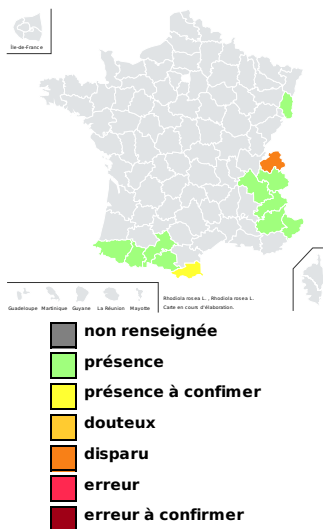 Île-de-France
Guadeloupe Martinique Guyane La Réunion Mayotte
Rhodiola rosea L. , Rhodiola rosea L.
Carte en cours d'élaboration.
non renseignée
présence
présence à confimer
douteux
disparu
erreur
erreur à confirmer